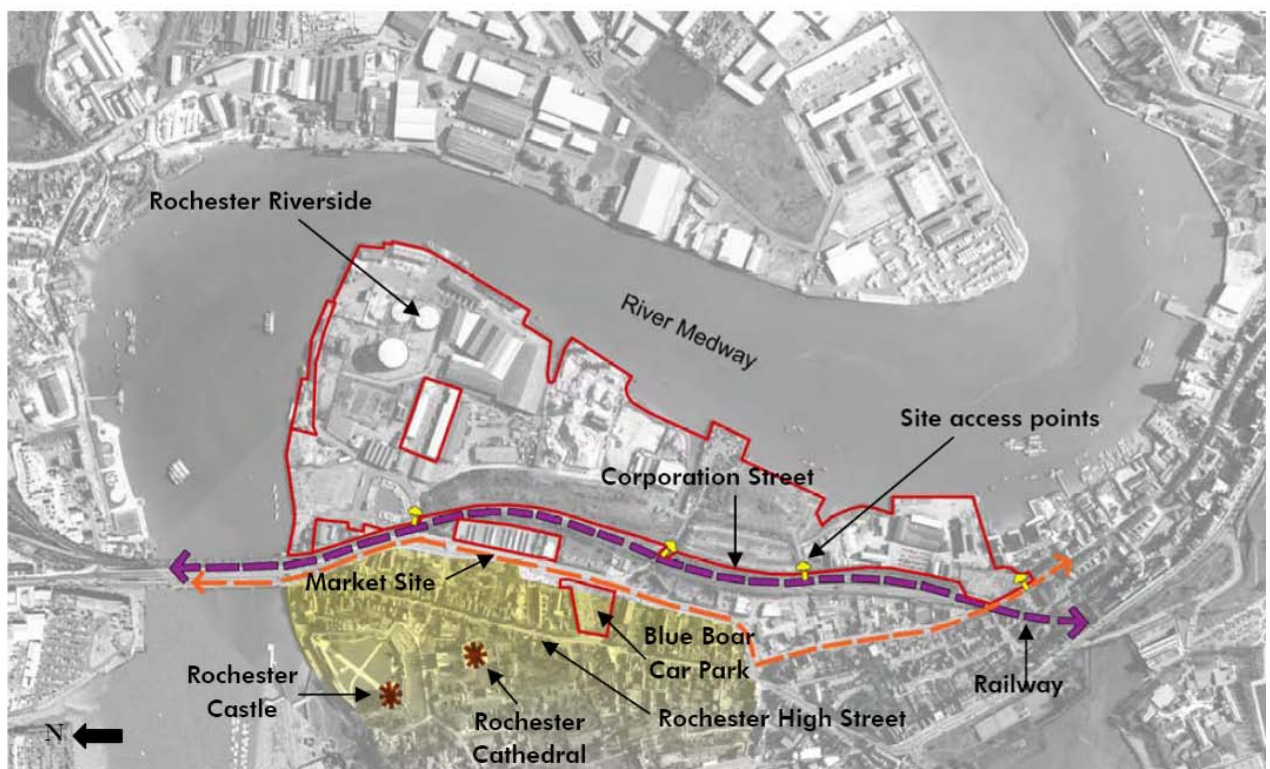 Rochester Riverside
River Medway
Site access points
Corporation Street
Market Site
Blue Boar
Car Park
Rochester
Castle
Rochester
Cathedral
Rochester High Street
Railway
N